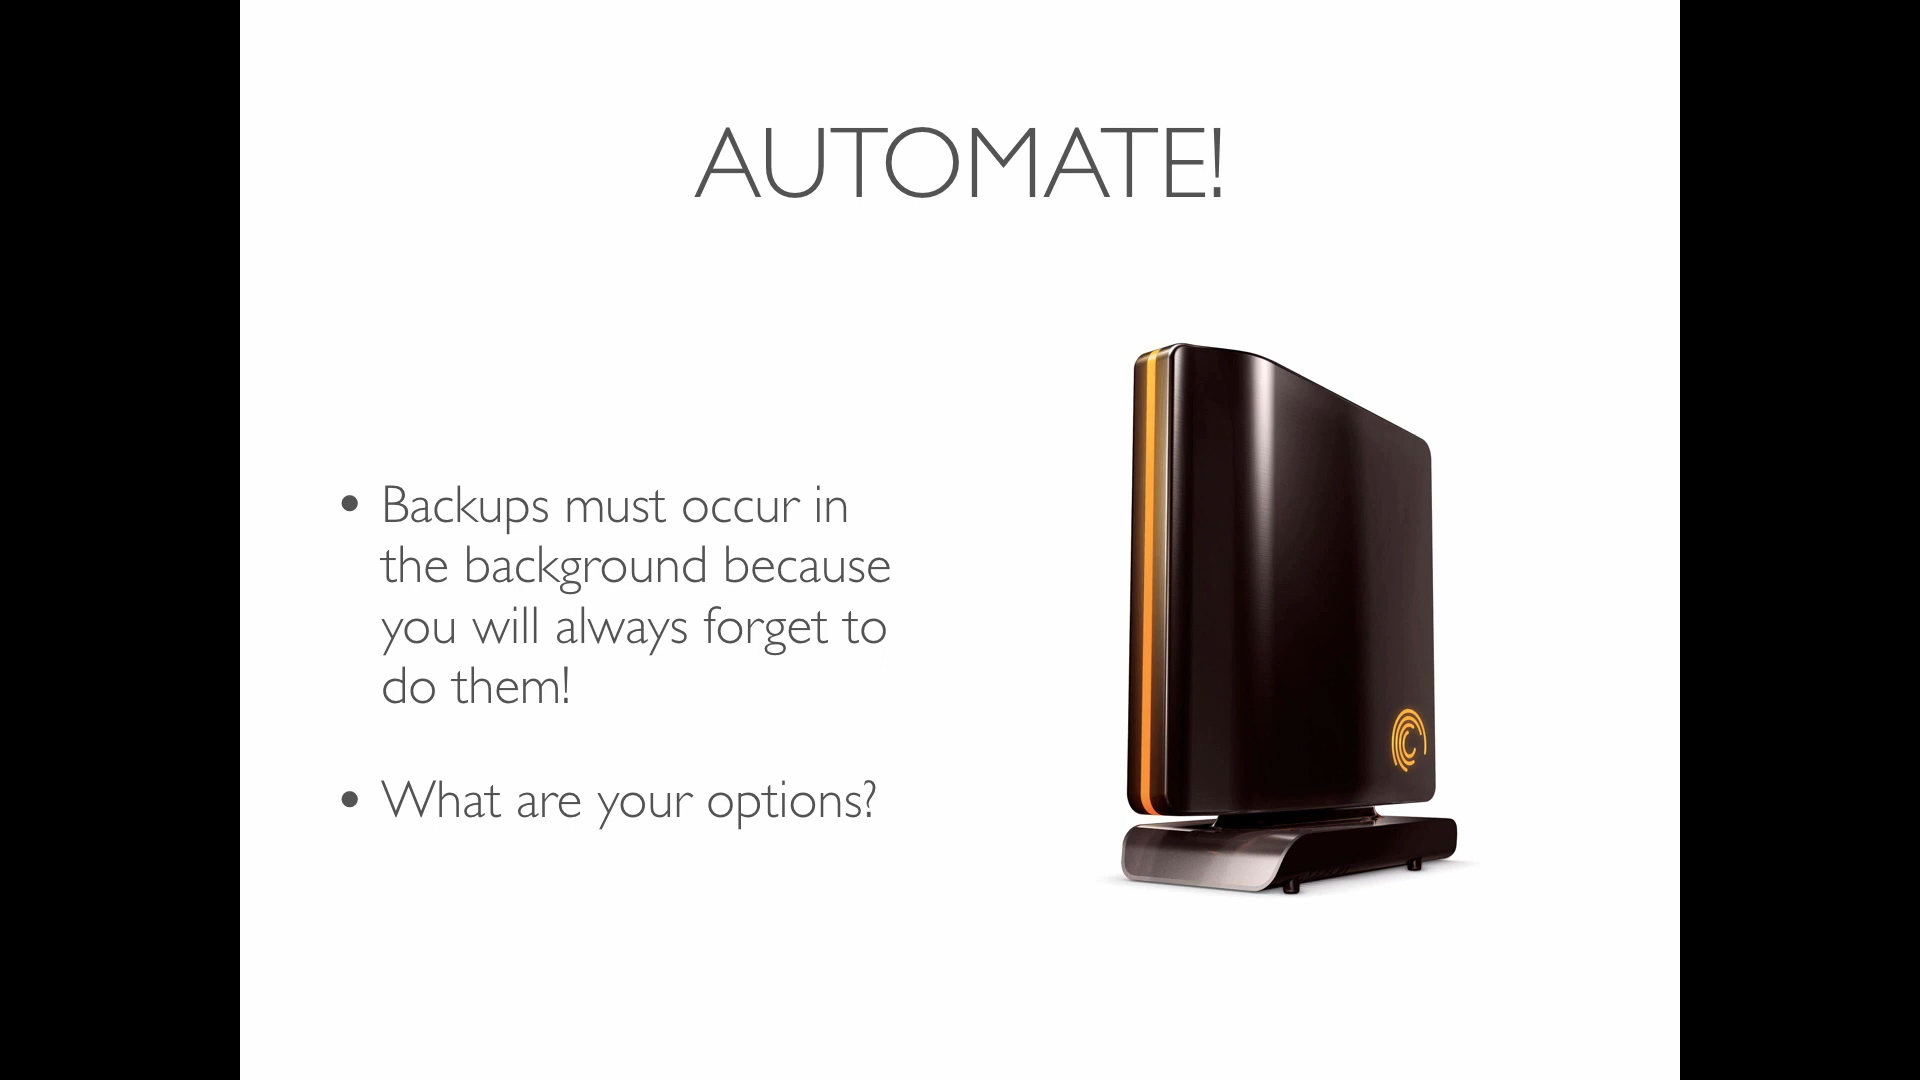 AUTOMATE!
• Backups must occur in
the background because
you will always forget to
do them!
• What are your options?